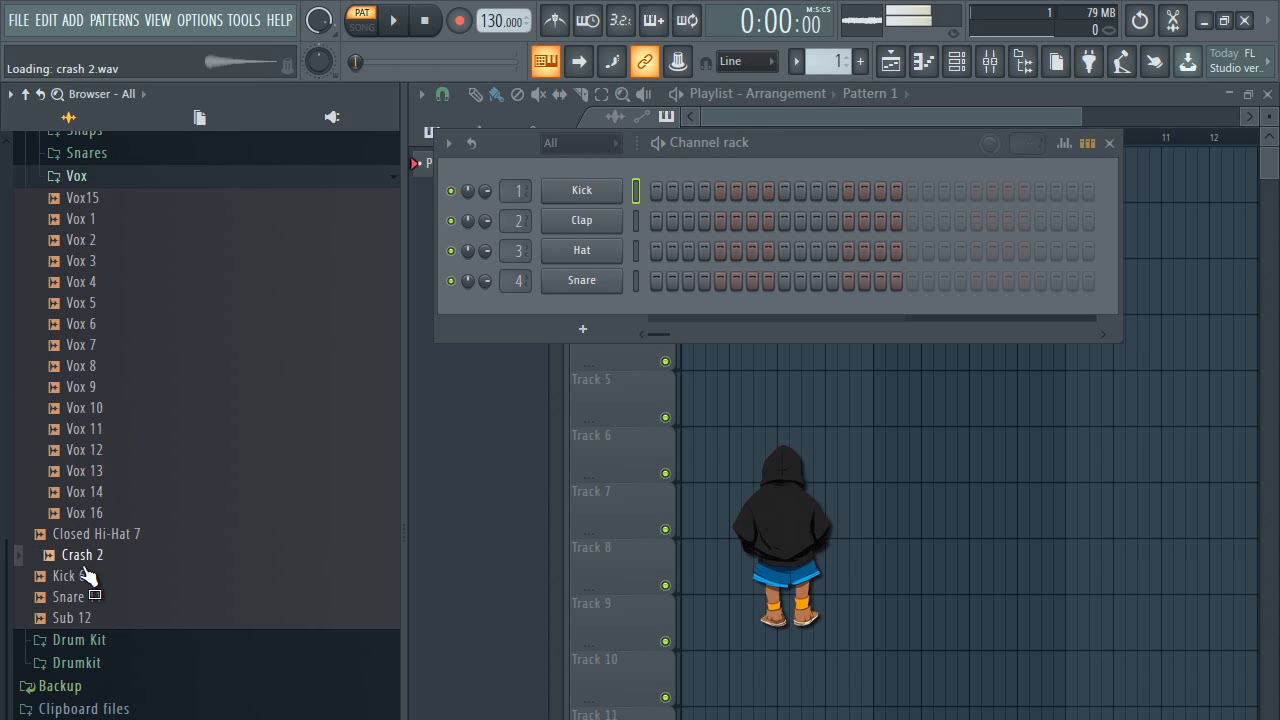 FILE EDIT ADD PATTERNS VIEW OPTIONS TOOLS HELP
PAT
SONG
130.000
3.2.
0:00:00
M:S:CS
1
79 MB
0
Loading: crash 2.wav
Line
1
Today FL
Studio ver..
Browser - All
Playlist - Arrangement
Pattern 1
Snaps
Snares
Vox
Vox15
Vox 1
Vox 2
Vox 3
Vox 4
Vox 5
Vox 6
Vox 7
Vox 8
Vox 9
Vox 10
Vox 11
Vox 12
Vox 13
Vox 14
Vox 16
Closed Hi-Hat 7
Crash 2
Kick
Snare
Sub 12
Drum Kit
Drumkit
Backup
Clipboard files
P
11
12
All
Channel rack
1
Kick
2
Clap
3
Hat
4
Snare
Track 5
Track 6
Track 7
Track 8
Track 9
Track 10
Track 11